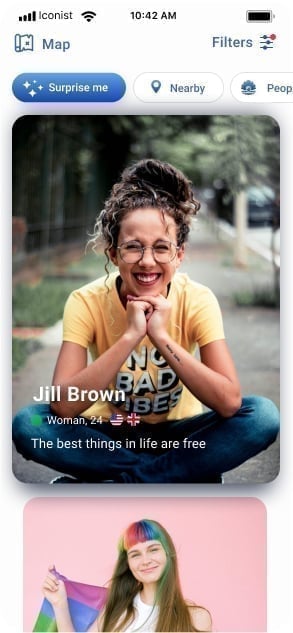 Iconist
10:42 AM
Map
Filters
Surprise me
Nearby
Peop
NO
BAD
VIBES
Jill Brown
Woman, 24
The best things in life are free